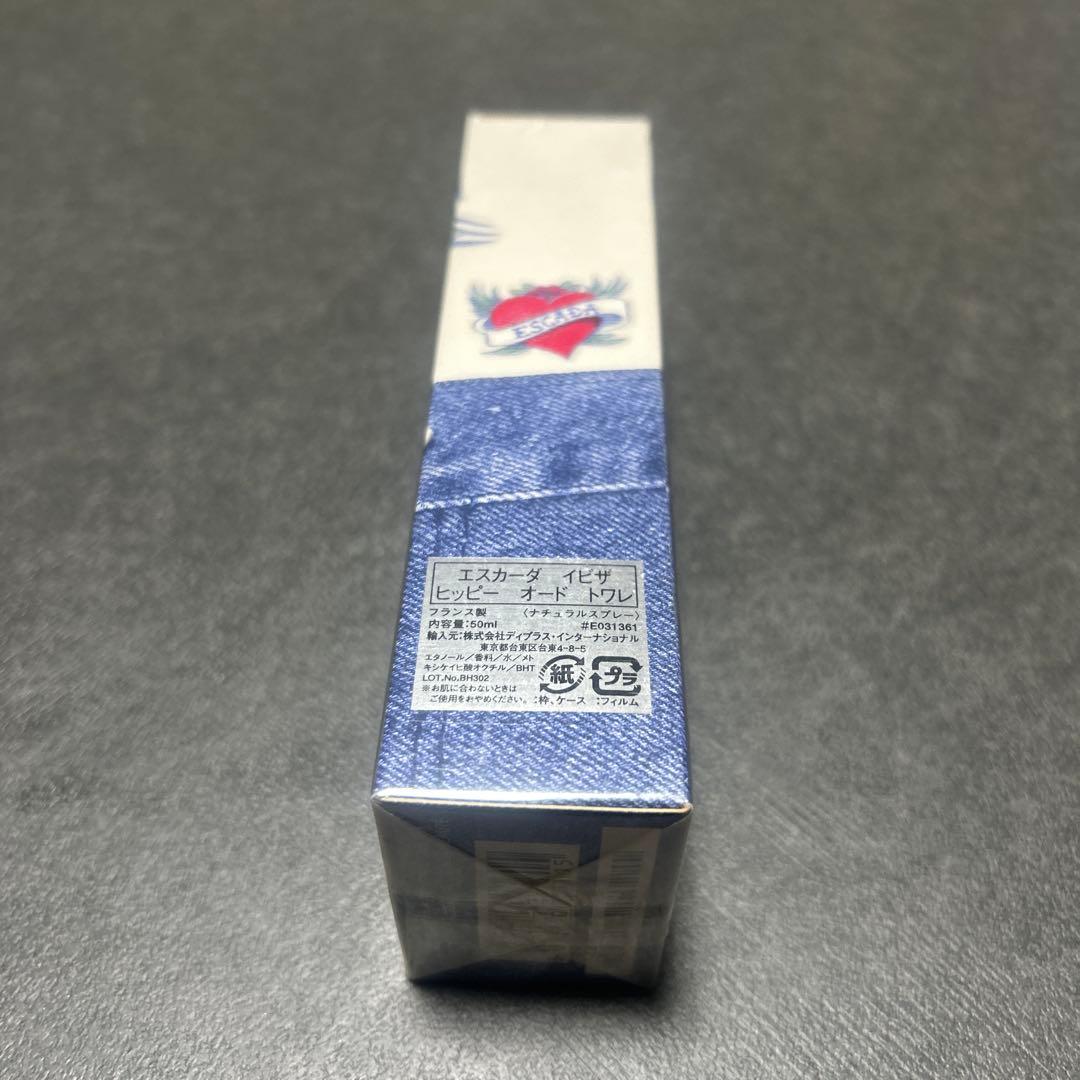 ESCADA
エスカーダ イビザ
ヒッピー オード トワレ
フランス製 〈ナチュラルスプレー〉
内容量:50ml #E031361
輸入元:株式会社ディプラス・インターナショナル
東京都台東区台東4-8-5
エタノール/香料/水/メト
キシケイヒ酸オクチル/BHT
LOT.No.BH302
※お肌に合わないときは
ご使用をおやめください。
紙 プラ
:枠、ケース :フィルム